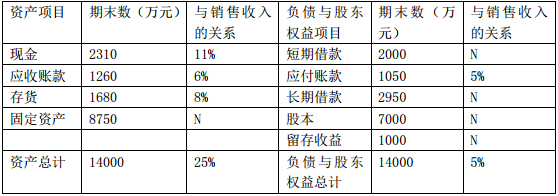 资产项目 期末数（万元） 与销售收入的关系 负债与股东权益项目 期末数（万元） 与销售收入的关系
现金 2310 11% 短期借款 2000 N
应收账款 1260 6% 应付账款 1050 5%
存货 1680 8% 长期借款 2950 N
固定资产 8750 N 股本 7000 N
留存收益 1000 N
资产总计 14000 25% 负债与股东权益总计 14000 5%